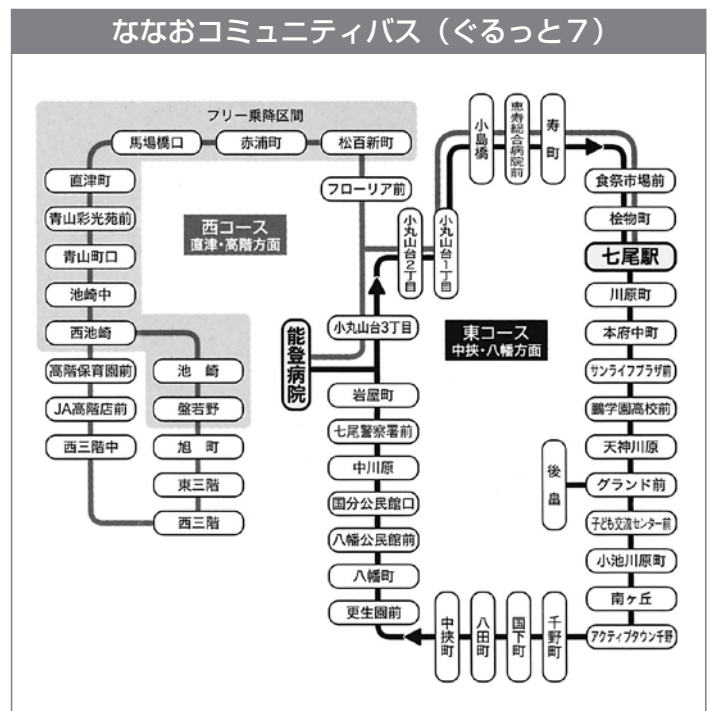 ななおコミュニティバス（ぐるっと７）
フリー乗降区間
馬場橋口
赤浦町
松百新町
直津町
青山彩光苑前
青山町口
池崎中
西池崎
高階保育園前
JA高階店前
西三階中
池崎
盤若野
旭町
東三階
西三階
西コース
直津・高階方面
フローリア前
小丸山台2丁目
小丸山台1丁目
小丸山台3丁目
能登病院
岩屋町
七尾警察署前
中川原
国分公民館口
八幡公民館前
八幡町
更生園前
東コース
中挾・八幡方面
小島橋
恵寿総合病院前
寿町
食祭市場前
桧物町
七尾駅
川原町
本府中町
サンライフプラザ前
鵬学園高校前
天神川原
グランド前
後畠
子ども交流センター前
小池川原町
南ヶ丘
アクティブタウン千野
千野町
国下町
八田町
中挾町